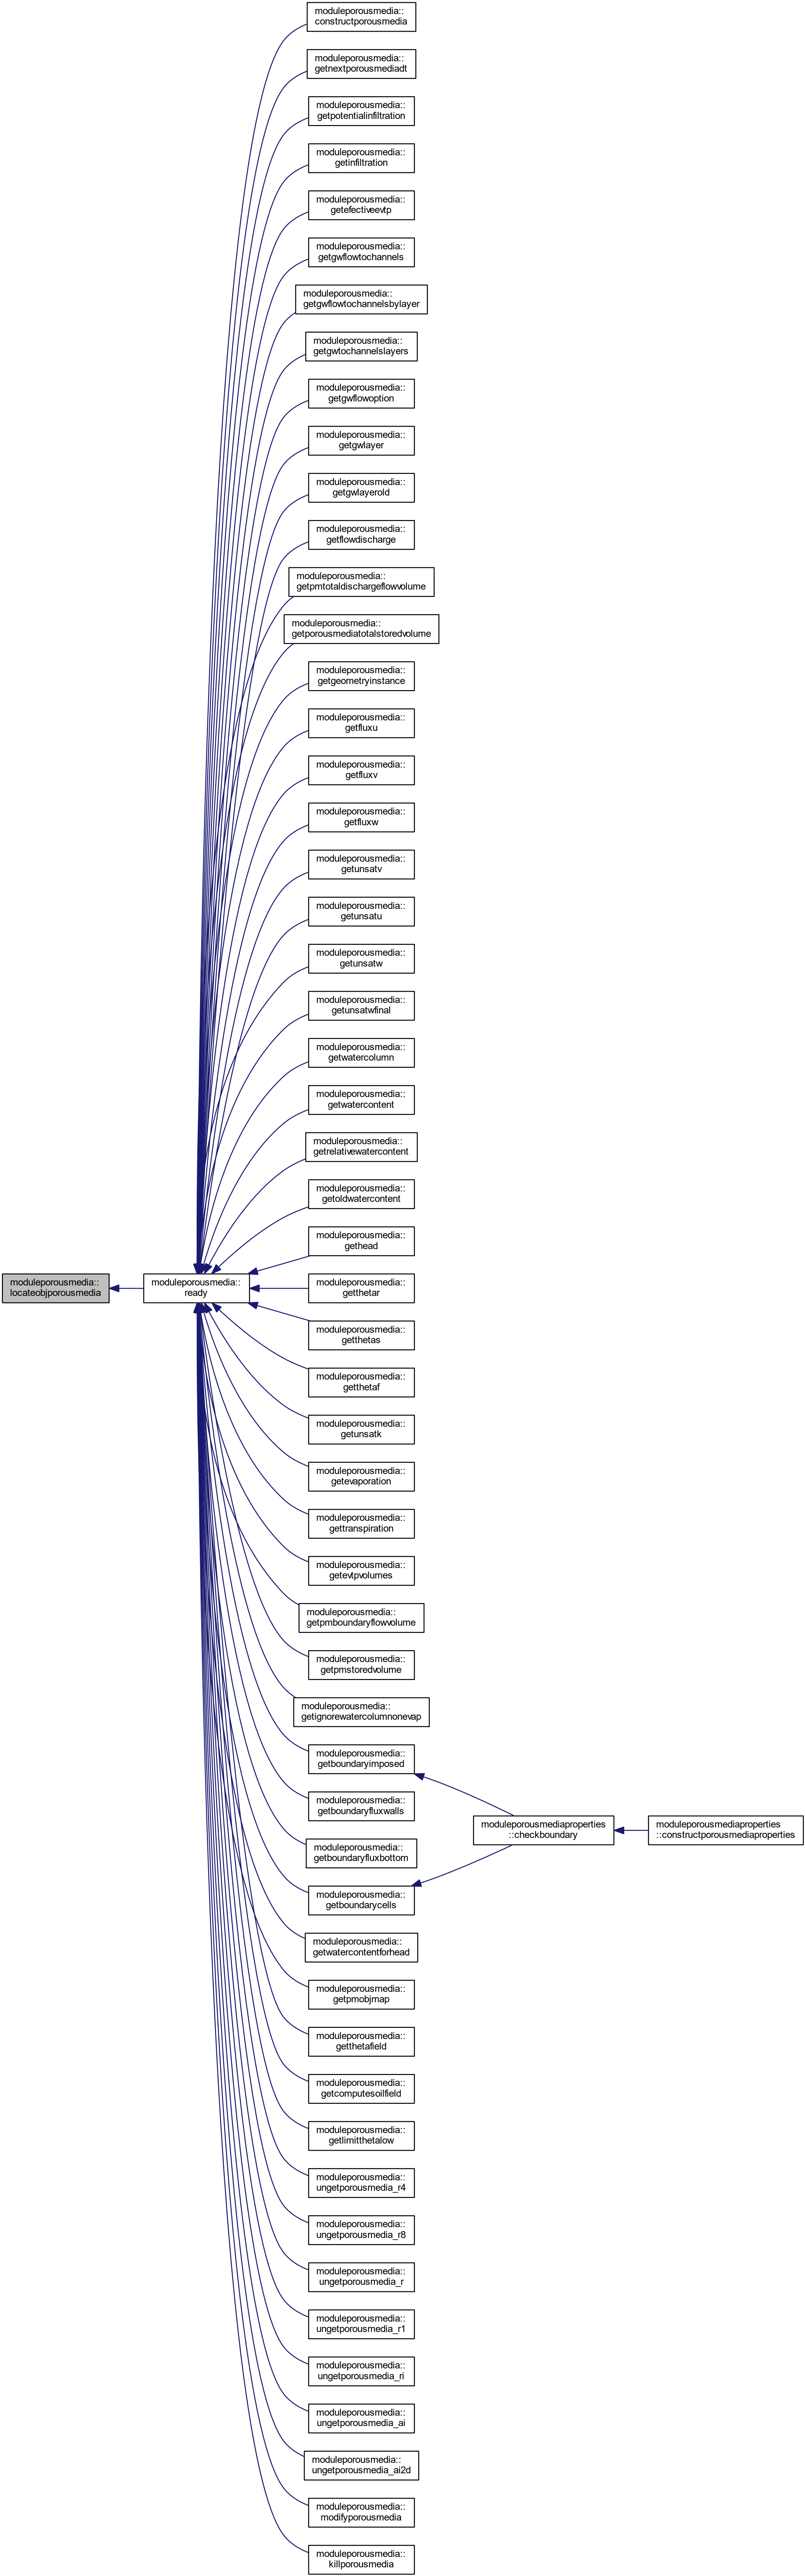 moduleporousmedia::
constructporousmedia
moduleporousmedia::
getnextporousmediadt
moduleporousmedia::
getpotentialinfiltration
moduleporousmedia::
getinfiltration
moduleporousmedia::
getefectiveevtp
moduleporousmedia::
getgwflowtochannels
moduleporousmedia::
getgwflowtochannelsbylayer
moduleporousmedia::
getgwtochannelslayers
moduleporousmedia::
getgwflowoption
moduleporousmedia::
getgwlayer
moduleporousmedia::
getgwlayerold
moduleporousmedia::
getflowdischarge
moduleporousmedia::
getpmtotaldischargeflowvolume
moduleporousmedia::
getporousmediatotalstoredvolume
moduleporousmedia::
getgeometryinstance
moduleporousmedia::
getfluxu
moduleporousmedia::
getfluxv
moduleporousmedia::
getfluxw
moduleporousmedia::
getunsatv
moduleporousmedia::
getunsatu
moduleporousmedia::
getunsatw
moduleporousmedia::
getunsatwfinal
moduleporousmedia::
getwatercolumn
moduleporousmedia::
getwatercontent
moduleporousmedia::
getrelativewatercontent
moduleporousmedia::
getoldwatercontent
moduleporousmedia::
gethead
moduleporousmedia::
locateobjporousmedia
moduleporousmedia::
ready
moduleporousmedia::
getthetar
moduleporousmedia::
getthetas
moduleporousmedia::
getthetaf
moduleporousmedia::
getunsatk
moduleporousmedia::
getevaporation
moduleporousmedia::
gettranspiration
moduleporousmedia::
getevtpvolumes
moduleporousmedia::
getpmboundaryflowvolume
moduleporousmedia::
getpmstoredvolume
moduleporousmedia::
getignorewatercolumnonevap
moduleporousmedia::
getboundaryimposed
moduleporousmedia::
getboundaryfluxwalls
moduleporousmediaproperties
::checkboundary
moduleporousmediaproperties
::constructporousmediaproperties
moduleporousmedia::
getboundaryfluxbottom
moduleporousmedia::
getboundarycells
moduleporousmedia::
getwatercontentforhead
moduleporousmedia::
getpmobjmap
moduleporousmedia::
getthetafield
moduleporousmedia::
getcomputesoilfield
moduleporousmedia::
getlimitthetalow
moduleporousmedia::
ungetporousmedia_r4
moduleporousmedia::
ungetporousmedia_r8
moduleporousmedia::
ungetporousmedia_r
moduleporousmedia::
ungetporousmedia_r1
moduleporousmedia::
ungetporousmedia_ri
moduleporousmedia::
ungetporousmedia_ai
moduleporousmedia::
ungetporousmedia_ai2d
moduleporousmedia::
modifyporousmedia
moduleporousmedia::
killporousmedia